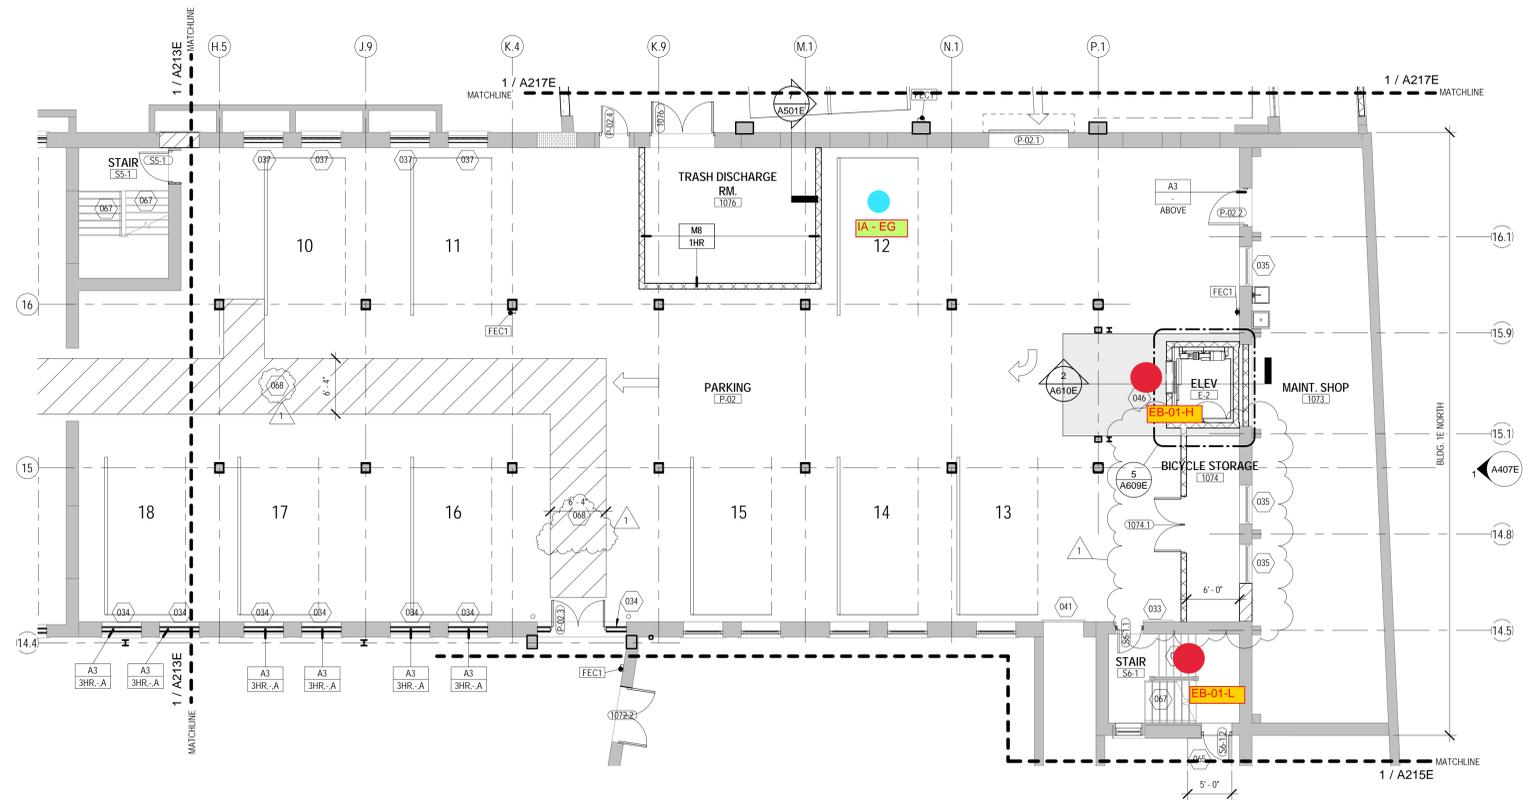 H.5
J.9
K.4
K.9
M.1
N.1
P.1
1 / A213E
MATCHLINE
1 / A217E
MATCHLINE
1 / A217E
MATCHLINE
7
A501E
FEC1
P-02.4
1076
P-02.1
STAIR
S5-1
S5-1
067
067
037
037
037
037
TRASH DISCHARGE
RM.
1076
M8
1HR
IA - EG
A3
-
ABOVE
P-02.2
10
11
12
16.1
035
FEC1
16
FEC1
15.9
068
1
6' - 4"
PARKING
P-02
2
A610E
046
ELEV
E-2
MAINT. SHOP
1073
EB-01-H
15.1
BLDG. 1E NORTH
15
BICYCLE STORAGE
1074
5
A609E
1
A407E
18
17
16
6' - 4"
068
1
15
14
13
1074.1
035
14.8
1
035
6' - 0"
034
034
034
034
034
034
034
041
033
P-02.3
14.4
14.5
S6-1.1
STAIR
S6-1
067
EB-01-L
A3
3HR,-,A
A3
3HR,-,A
A3
3HR,-,A
A3
3HR,-,A
A3
3HR,-,A
A3
3HR,-,A
1 / A213E
MATCHLINE
FEC1
1072.2
S6-1.2
065
MATCHLINE
1 / A215E
5' - 0"